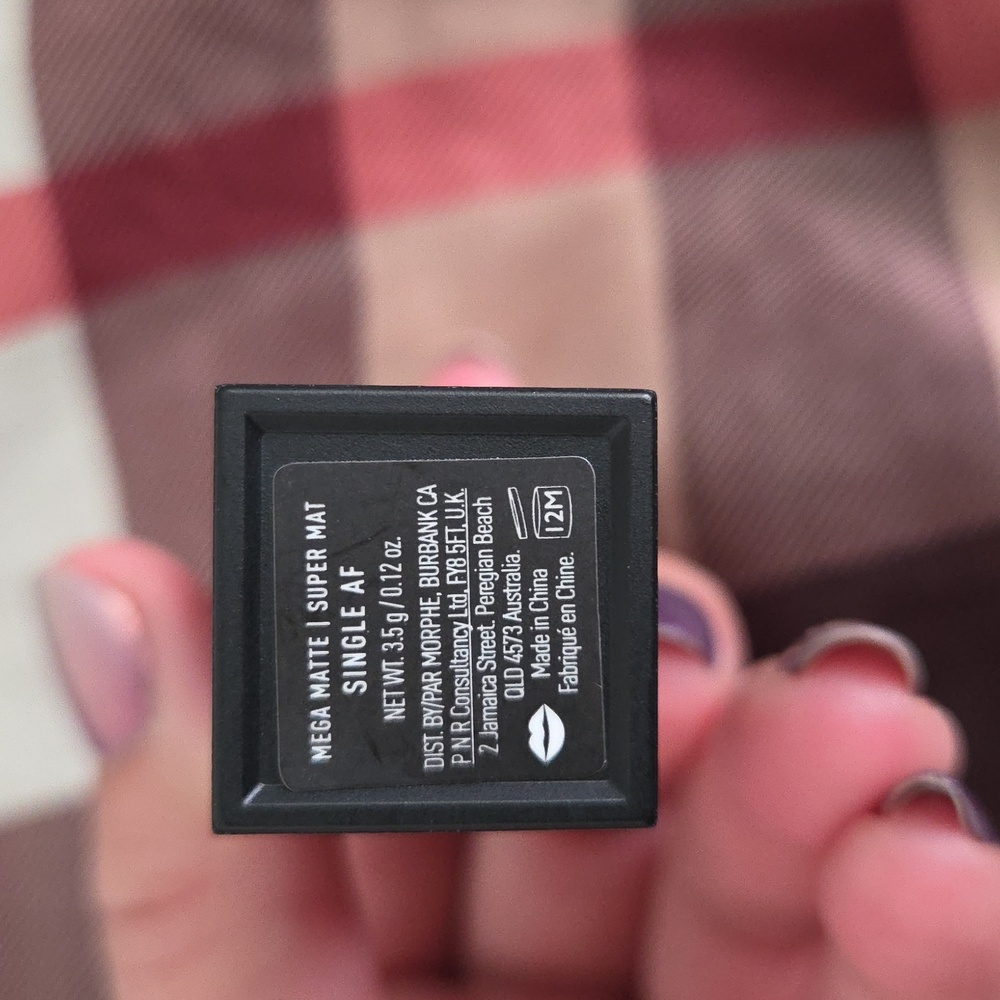 MEGA MATTE | SUPER MAT
SINGLE AF
NET WT. 3.5 g / 0.12 oz.
DIST. BY/PAR MORPHE, BURBANK CA
P N R Consultancy Ltd, FY8 5FT, U.K.
2 Jamaica Street. Peregian Beach
QLD 4573 Australia.
Made in China
Fabriqué en Chine.
12M